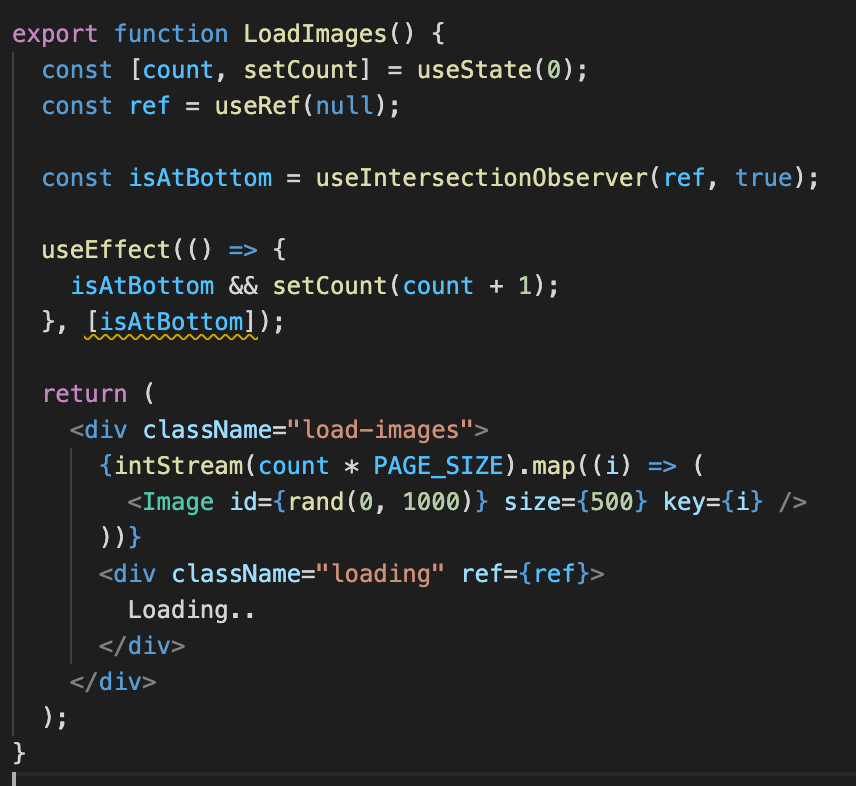 export function LoadImages() {
  const [count, setCount] = useState(0);
  const ref = useRef(null);

  const isAtBottom = useIntersectionObserver(ref, true);

  useEffect(() => {
    isAtBottom && setCount(count + 1);
  }, [isAtBottom]);

  return (
    <div className="load-images">
      {intStream(count * PAGE_SIZE).map((i) => (
        <Image id={rand(0, 1000)} size={500} key={i} />
      ))}
      <div className="loading" ref={ref}>
        Loading..
      </div>
    </div>
  );
}